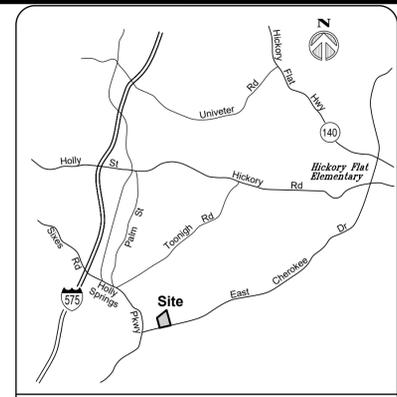 N
Hickory
Flat
Hwy
140
Univeter Rd
Hickory Flat
Elementary
Holly St
Hickory Rd
Palm St
Toonigh Rd
Sixes Rd
575
Holly
Springs
Pkwy
Site
East Cherokee Dr